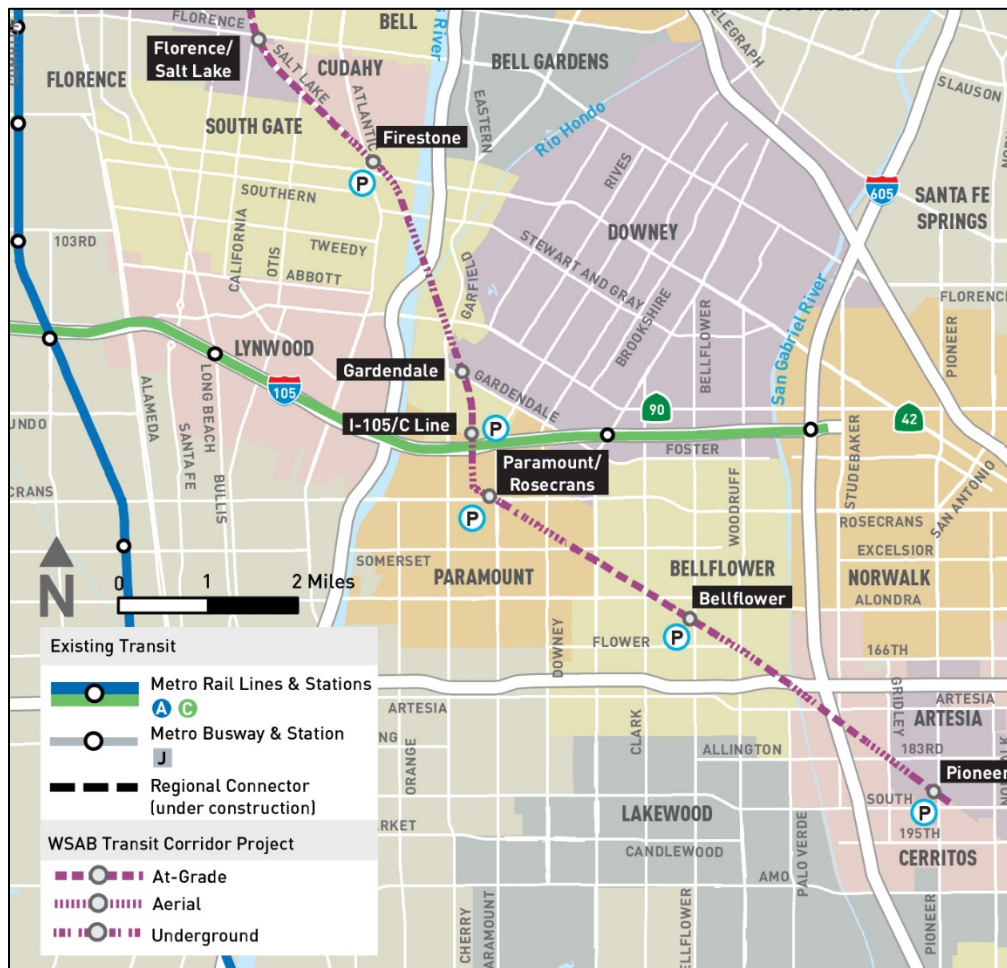 FLORENCE
BELL
River
TELEGRAPH
Florence/
Salt Lake
SALT LAKE
CUDAHY
BELL GARDENS
SLAUSON
FLORENCE
ATLANTIC
EASTERN
Rio Hondo
SOUTH GATE
Firestone
P
RIVES
605
SANTA FE
SPRINGS
SOUTHERN
CALIFORNIA
OTIS
TWEEDY
ABBOTT
103RD
DOWNEY
STEWART AND GRAY
GARFIELD
BROOKSHIRE
BELLFLOWER
San Gabriel River
FLORENCE
PIONEER
LYNWOOD
Gardendale
GARDENDALE
105
LONG BEACH
ALAMEDA
SANTA FE
BULLIS
I-105/C Line
P
90
42
FOSTER
STUDEBAKER
SAN ANTONIO
Paramount/
Rosecrans
P
WOODRUFF
ROSECRANS
EXCELSIOR
SOMERSET
PARAMOUNT
BELLFLOWER
NORWALK
ALONDRA
Bellflower
P
FLOWER
DOWNEY
166TH
N
0 1 2 Miles
ARTESIA
ORANGE
CLARK
ALLINGTON
GRIDLEY
ARTESIA
ARTESIA
183RD
Pioneer
SOUTH
P
195TH
LAKEWOOD
CANDLEWOOD
PALO VERDE
CERRITOS
AMO
CHERRY
PARAMOUNT
BELLFLOWER
PIONEER
Existing Transit
Metro Rail Lines & Stations
A C
Metro Busway & Station
J
Regional Connector
(under construction)
WSAB Transit Corridor Project
At-Grade
Aerial
Underground